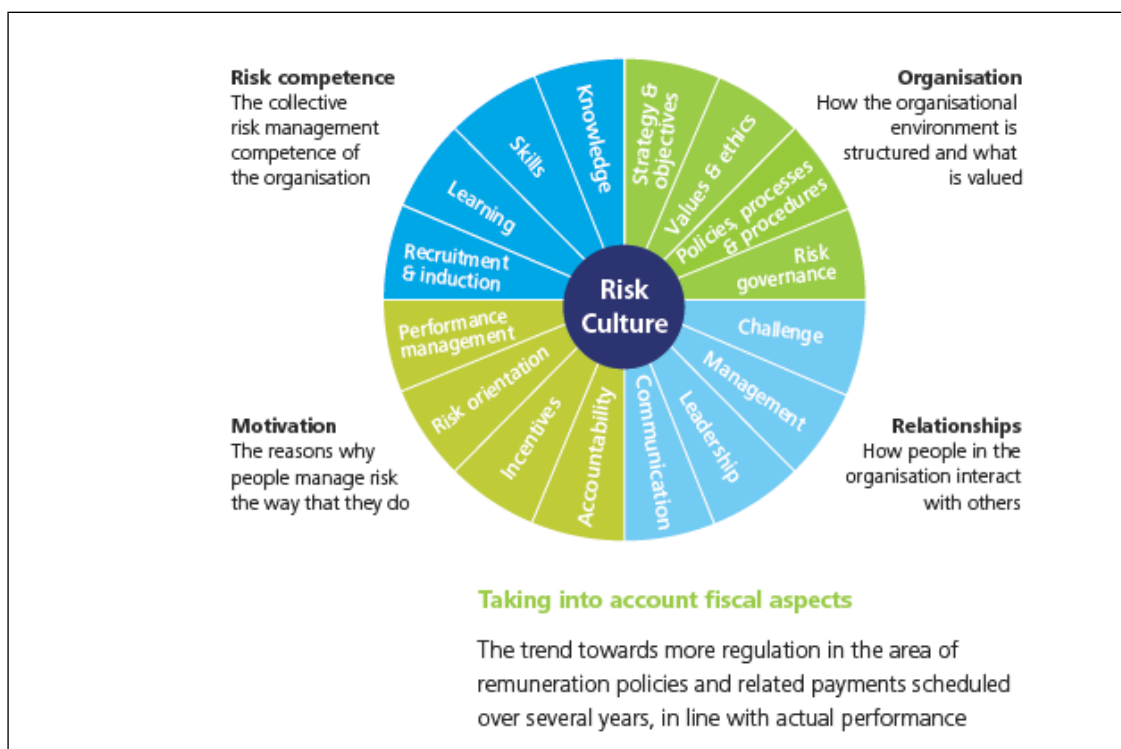 Risk competence
The collective
risk management
competence of
the organisation
Organisation
How the organisational
environment is
structured and what
is valued
Knowledge
Skills
Learning
Recruitment
& induction
Strategy &
objectives
Values & ethics
Policies, processes
& procedures
Risk
governance
Risk
Culture
Performance
management
Risk orientation
Incentives
Accountability
Challenge
Management
Leadership
Communication
Motivation
The reasons why
people manage risk
the way that they do
Relationships
How people in the
organisation interact
with others
Taking into account fiscal aspects
The trend towards more regulation in the area of
remuneration policies and related payments scheduled
over several years, in line with actual performance